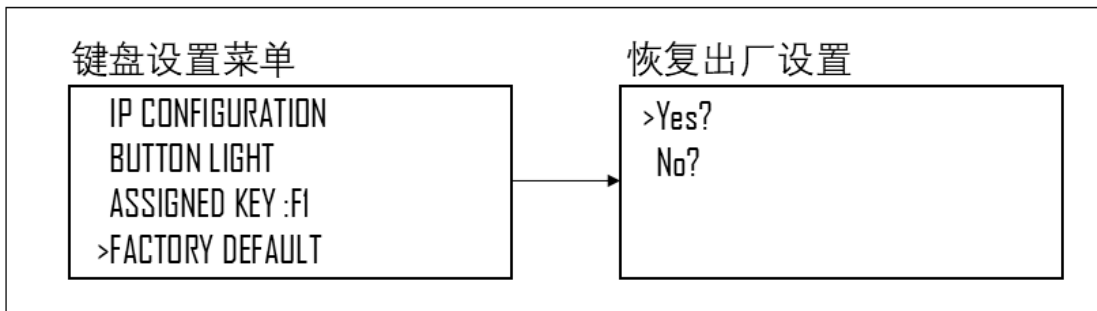 键盘设置菜单
IP CONFIGURATION
BUTTON LIGHT
ASSIGNED KEY :F1
>FACTORY DEFAULT
恢复出厂设置
>Yes?
No?